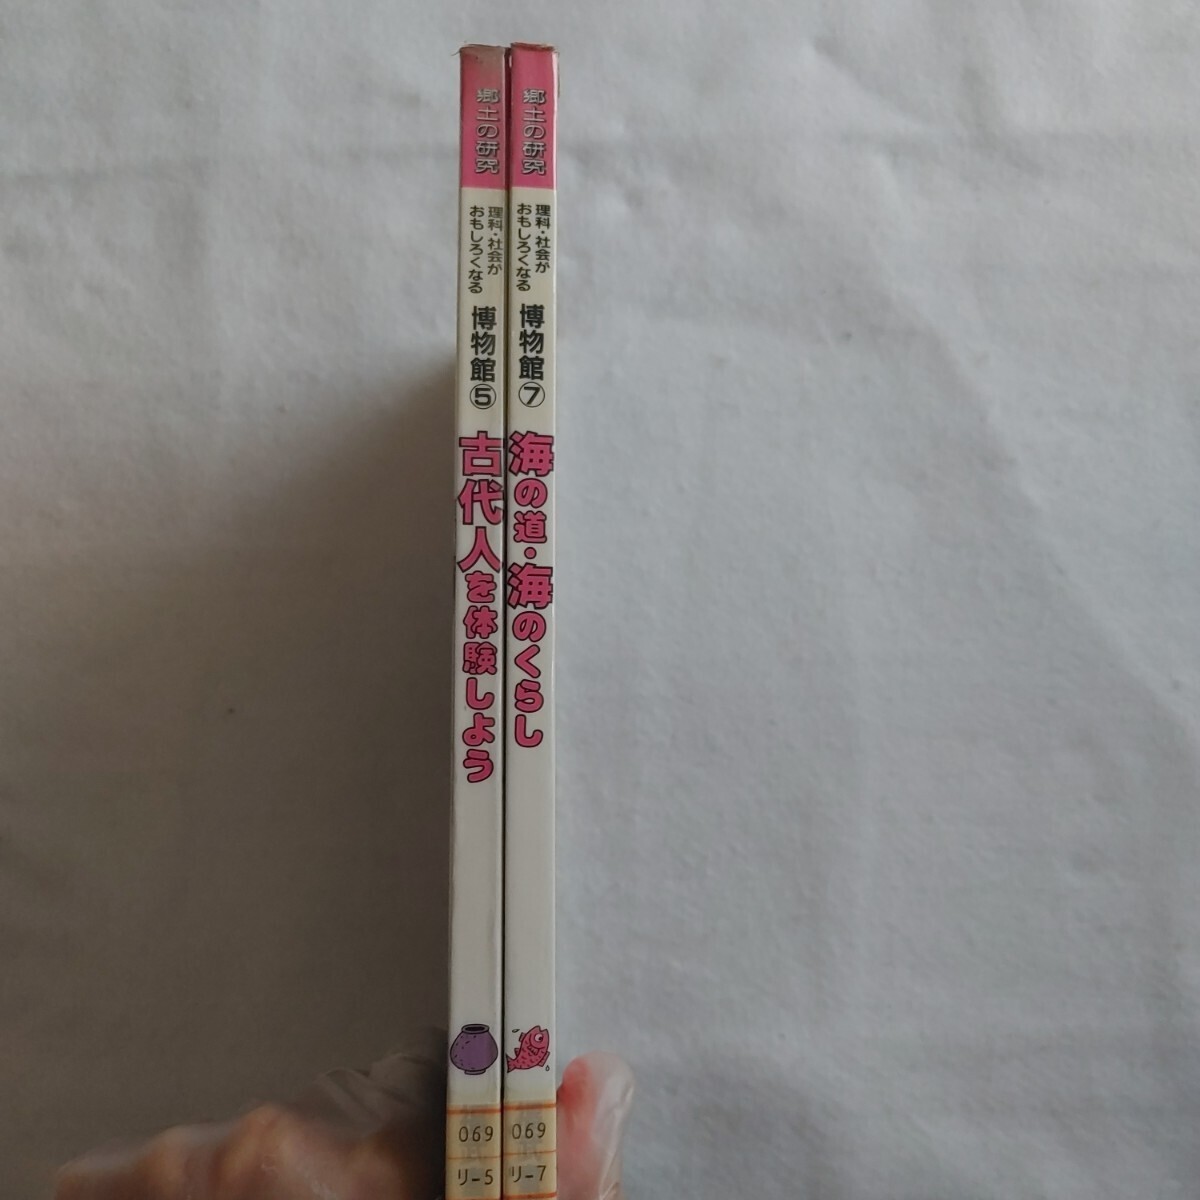 郷土の研究
理科・社会が
おもしろくなる
博物館⑤
古代人を体験しよう
069
リ-5
郷土の研究
理科・社会が
おもしろくなる
博物館⑦
海の道・海のくらし
069
リ-7